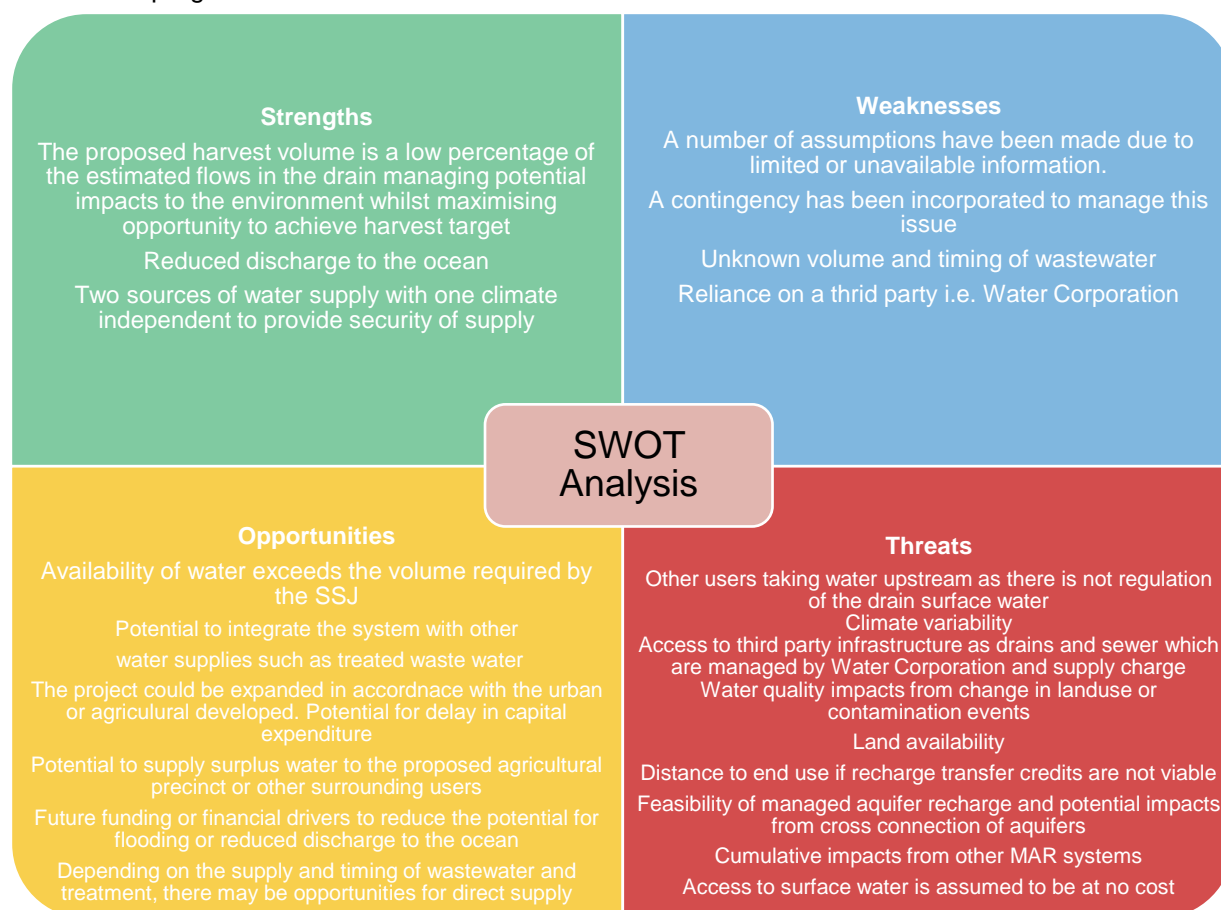 Strengths
The proposed harvest volume is a low percentage of
the estimated flows in the drain managing potential
impacts to the environment whilst maximising
opportunity to achieve harvest target
Reduced discharge to the ocean
Two sources of water supply with one climate
independent to provide security of supply
Weaknesses
A number of assumptions have been made due to
limited or unavailable information.
A contingency has been incorporated to manage this
issue
Unknown volume and timing of wastewater
Reliance on a thrid party i.e. Water Corporation
SWOT
Analysis
Opportunities
Availability of water exceeds the volume required by
the SSJ
Potential to integrate the system with other
water supplies such as treated waste water
The project could be expanded in accordnace with the urban
or agriculural developed. Potential for delay in capital
expenditure
Potential to supply surplus water to the proposed agricultural
precinct or other surrounding users
Future funding or financial drivers to reduce the potential for
flooding or reduced discharge to the ocean
Depending on the supply and timing of wastewater and
treatment, there may be opportunities for direct supply
Threats
Other users taking water upstream as there is not regulation
of the drain surface water
Climate variability
Access to third party infrastructure as drains and sewer which
are managed by Water Corporation and supply charge
Water quality impacts from change in landuse or
contamination events
Land availability
Distance to end use if recharge transfer credits are not viable
Feasibility of managed aquifer recharge and potential impacts
from cross connection of aquifers
Cumulative impacts from other MAR systems
Access to surface water is assumed to be at no cost